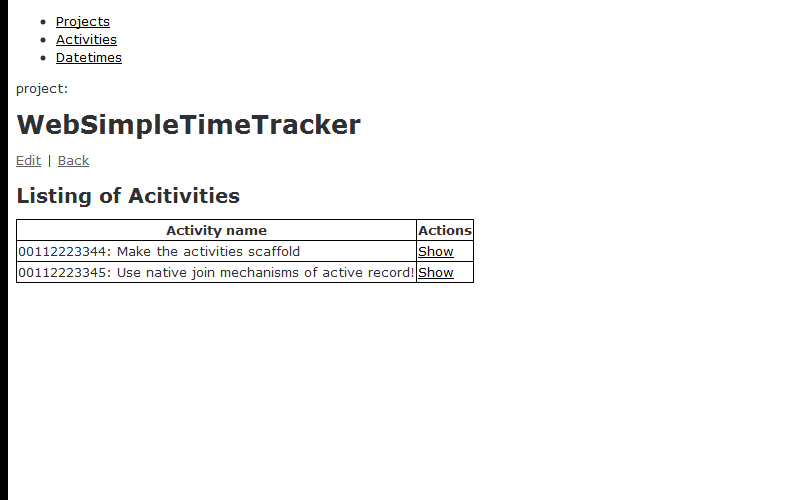 Projects
Activities
Datetimes
project:
WebSimpleTimeTracker
Edit | Back
Listing of Acitivities
Activity name Actions
00112223344: Make the activities scaffold Show
00112223345: Use native join mechanisms of active record! Show